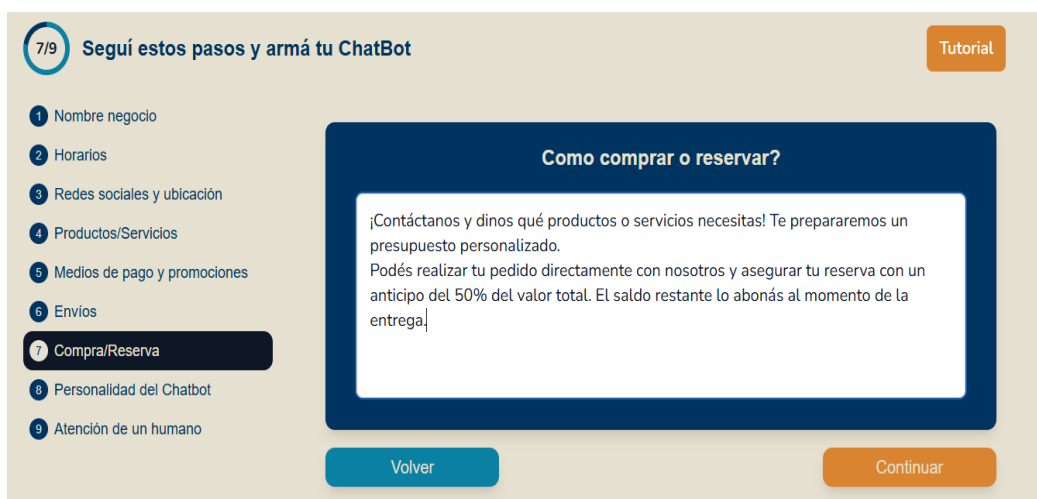 7/9
Seguí estos pasos y armá tu ChatBot
Tutorial
1 Nombre negocio
2 Horarios
3 Redes sociales y ubicación
4 Productos/Servicios
5 Medios de pago y promociones
6 Envíos
7 Compra/Reserva
8 Personalidad del Chatbot
9 Atención de un humano
Como comprar o reservar?
¡Contáctanos y dinos qué productos o servicios necesitas! Te prepararemos un
presupuesto personalizado.
Podés realizar tu pedido directamente con nosotros y asegurar tu reserva con un
anticipo del 50% del valor total. El saldo restante lo abonás al momento de la
entrega.
Volver
Continuar